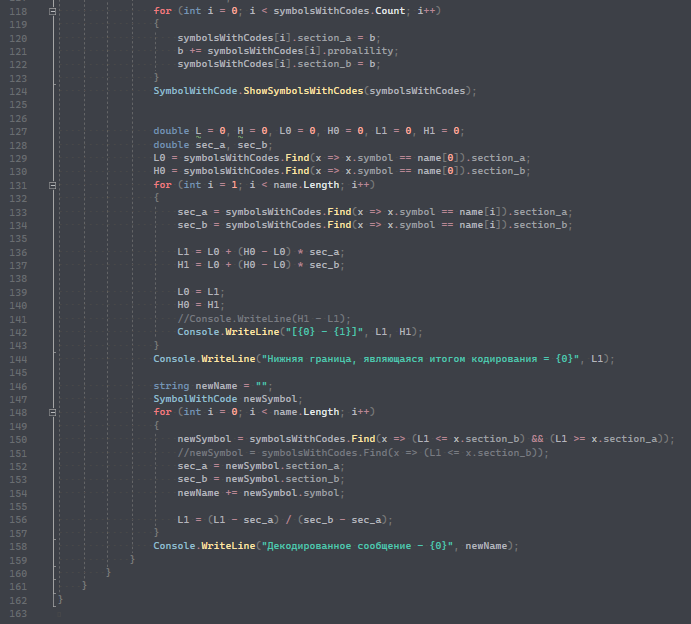 118 for (int i = 0; i < symbolsWithCodes.Count; i++)
119 {
120 symbolsWithCodes[i].section_a = b;
121 b += symbolsWithCodes[i].probalility;
122 symbolsWithCodes[i].section_b = b;
123 }
124 SymbolWithCode.ShowSymbolsWithCodes(symbolsWithCodes);
125
126
127 double L = 0, H = 0, L0 = 0, H0 = 0, L1 = 0, H1 = 0;
128 double sec_a, sec_b;
129 L0 = symbolsWithCodes.Find(x => x.symbol == name[0]).section_a;
130 H0 = symbolsWithCodes.Find(x => x.symbol == name[0]).section_b;
131 for (int i = 1; i < name.Length; i++)
132 {
133 sec_a = symbolsWithCodes.Find(x => x.symbol == name[i]).section_a;
134 sec_b = symbolsWithCodes.Find(x => x.symbol == name[i]).section_b;
135
136 L1 = L0 + (H0 - L0) * sec_a;
137 H1 = L0 + (H0 - L0) * sec_b;
138
139 L0 = L1;
140 H0 = H1;
141 //Console.WriteLine(H1 - L1);
142 Console.WriteLine("[{0} - {1}]", L1, H1);
143 }
144 Console.WriteLine("Нижняя граница, являющаяся итогом кодирования = {0}", L1);
145
146 string newName = "";
147 SymbolWithCode newSymbol;
148 for (int i = 0; i < name.Length; i++)
149 {
150 newSymbol = symbolsWithCodes.Find(x => (L1 <= x.section_b) && (L1 >= x.section_a));
151 //newSymbol = symbolsWithCodes.Find(x => (L1 <= x.section_b));
152 sec_a = newSymbol.section_a;
153 sec_b = newSymbol.section_b;
154 newName += newSymbol.symbol;
155
156 L1 = (L1 - sec_a) / (sec_b - sec_a);
157 }
158 Console.WriteLine("Декодированное сообщение - {0}", newName);
159 }
160 }
161 }
162 }
163